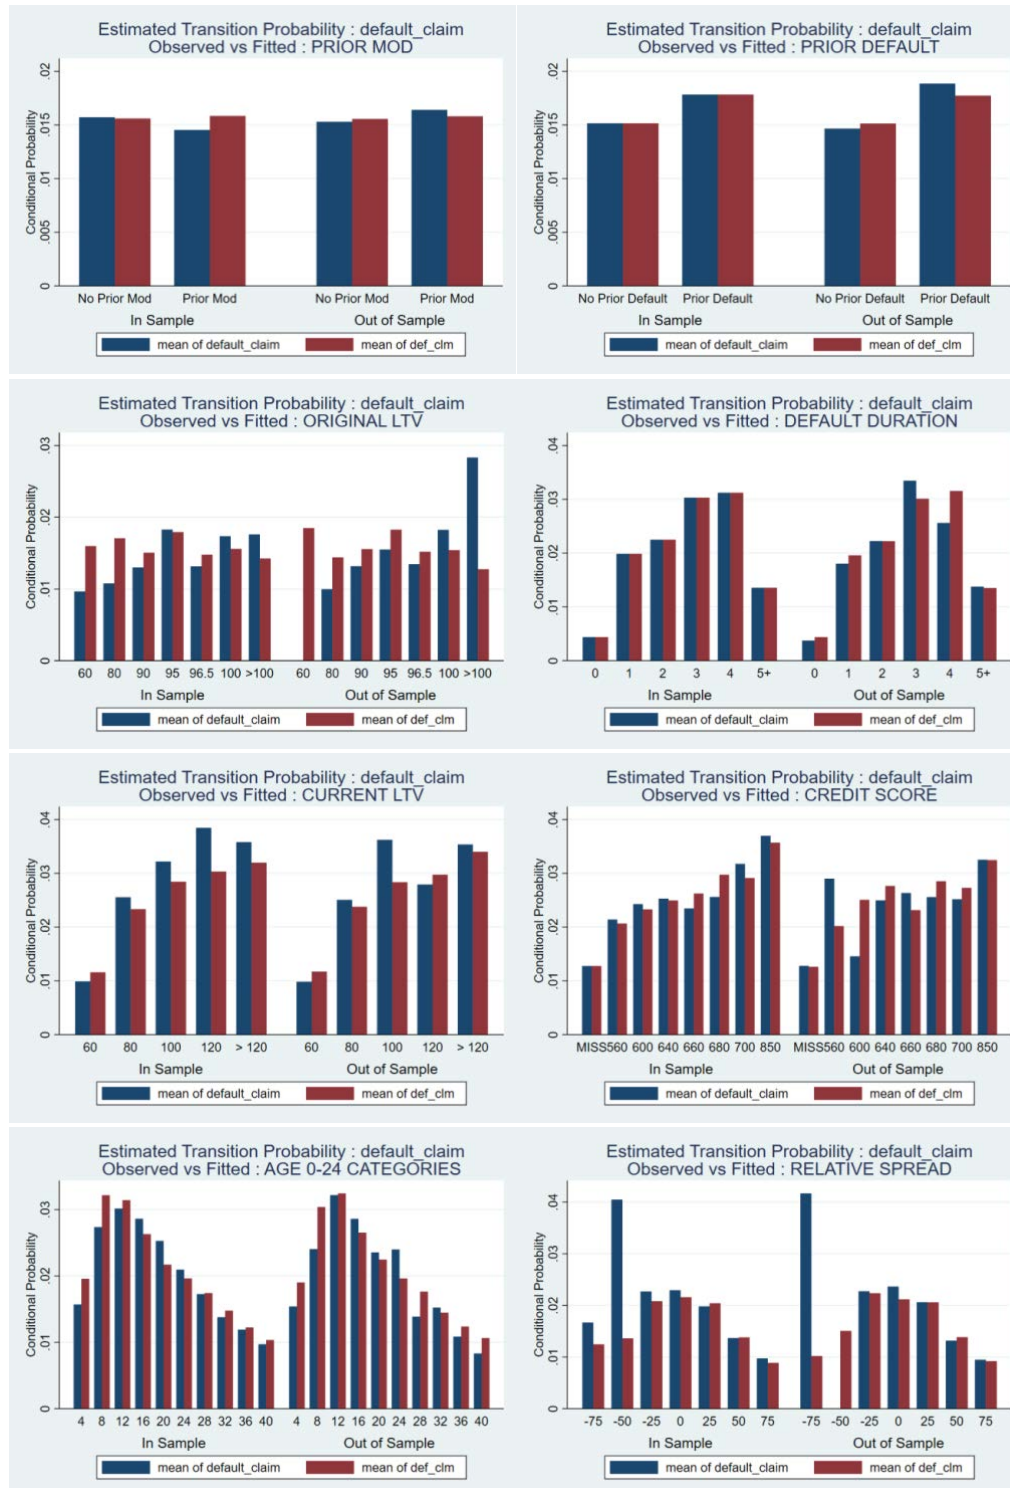 Estimated Transition Probability : default_claim
Observed vs Fitted : PRIOR MOD
Conditional Probability
0 .005 .01 .015 .02
No Prior Mod Prior Mod No Prior Mod Prior Mod
In Sample Out of Sample
mean of default_claim mean of def_clm
Estimated Transition Probability : default_claim
Observed vs Fitted : PRIOR DEFAULT
Conditional Probability
0 .005 .01 .015 .02
No Prior Default Prior Default No Prior Default Prior Default
In Sample Out of Sample
mean of default_claim mean of def_clm
Estimated Transition Probability : default_claim
Observed vs Fitted : ORIGINAL LTV
Conditional Probability
0 .01 .02 .03
60 80 90 95 96.5 100 >100 60 80 90 95 96.5 100 >100
In Sample Out of Sample
mean of default_claim mean of def_clm
Estimated Transition Probability : default_claim
Observed vs Fitted : DEFAULT DURATION
Conditional Probability
0 .01 .02 .03 .04
0 1 2 3 4 5+ 0 1 2 3 4 5+
In Sample Out of Sample
mean of default_claim mean of def_clm
Estimated Transition Probability : default_claim
Observed vs Fitted : CURRENT LTV
Conditional Probability
0 .01 .02 .03 .04
60 80 100 120 > 120 60 80 100 120 > 120
In Sample Out of Sample
mean of default_claim mean of def_clm
Estimated Transition Probability : default_claim
Observed vs Fitted : CREDIT SCORE
Conditional Probability
0 .01 .02 .03 .04
MISS560 600 640 660 680 700 850 MISS560 600 640 660 680 700 850
In Sample Out of Sample
mean of default_claim mean of def_clm
Estimated Transition Probability : default_claim
Observed vs Fitted : AGE 0-24 CATEGORIES
Conditional Probability
0 .01 .02 .03
4 8 12 16 20 24 28 32 36 40 4 8 12 16 20 24 28 32 36 40
In Sample Out of Sample
mean of default_claim mean of def_clm
Estimated Transition Probability : default_claim
Observed vs Fitted : RELATIVE SPREAD
Conditional Probability
0 .01 .02 .03 .04
-75 -50 -25 0 25 50 75 -75 -50 -25 0 25 50 75
In Sample Out of Sample
mean of default_claim mean of def_clm